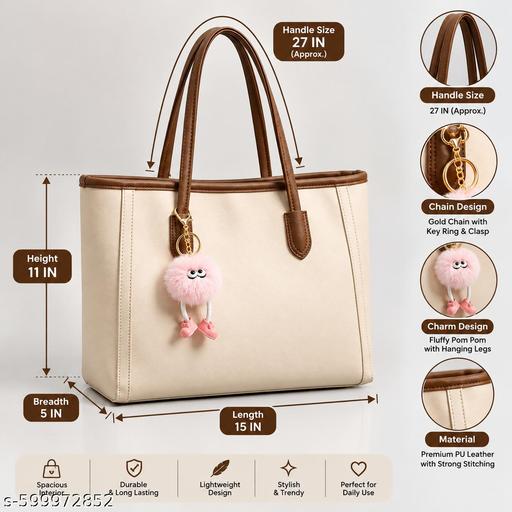 Handle Size
27 IN
(Approx.)
Height
11 IN
Breadth
5 IN
Length
15 IN
Handle Size
27 IN (Approx.)
Chain Design
Gold Chain with
Key Ring & Clasp
Charm Design
Fluffy Pom Pom
with Hanging Legs
Material
Premium PU Leather
with Strong Stitching
Spacious
Interior
Durable
& Long Lasting
Lightweight
Design
Stylish
& Trendy
Perfect for
Daily Use
s-599972852